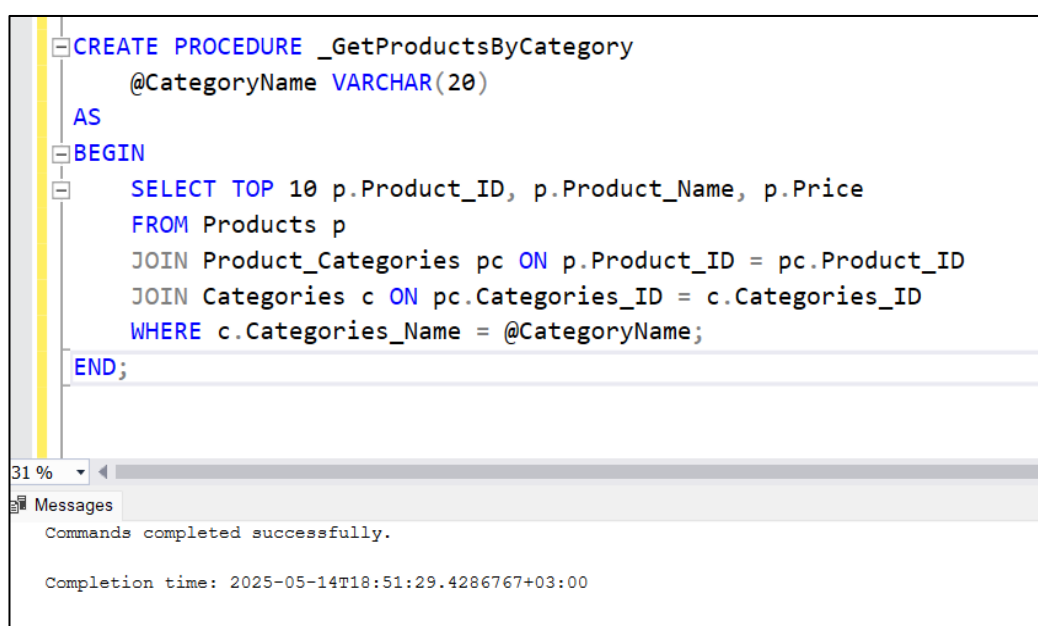 CREATE PROCEDURE _GetProductsByCategory
@CategoryName VARCHAR(20)
AS
BEGIN
SELECT TOP 10 p.Product_ID, p.Product_Name, p.Price
FROM Products p
JOIN Product_Categories pc ON p.Product_ID = pc.Product_ID
JOIN Categories c ON pc.Categories_ID = c.Categories_ID
WHERE c.Categories_Name = @CategoryName;
END;
31 %
Messages
Commands completed successfully.
Completion time: 2025-05-14T18:51:29.4286767+03:00